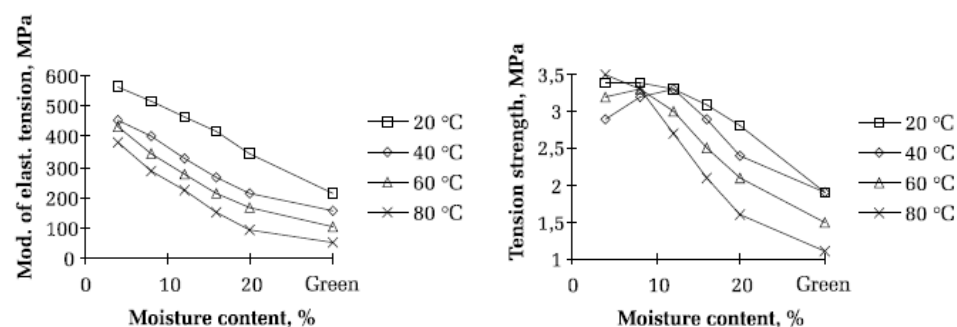 Mod. of elast. tension, MPa
600
500
400
300
200
100
0
0
10
20
Green
Moisture content, %
20 °C
40 °C
60 °C
80 °C
Tension strength, MPa
3,5
3
2,5
2
1,5
1
0
10
20
Green
Moisture content, %
20 °C
40 °C
60 °C
80 °C